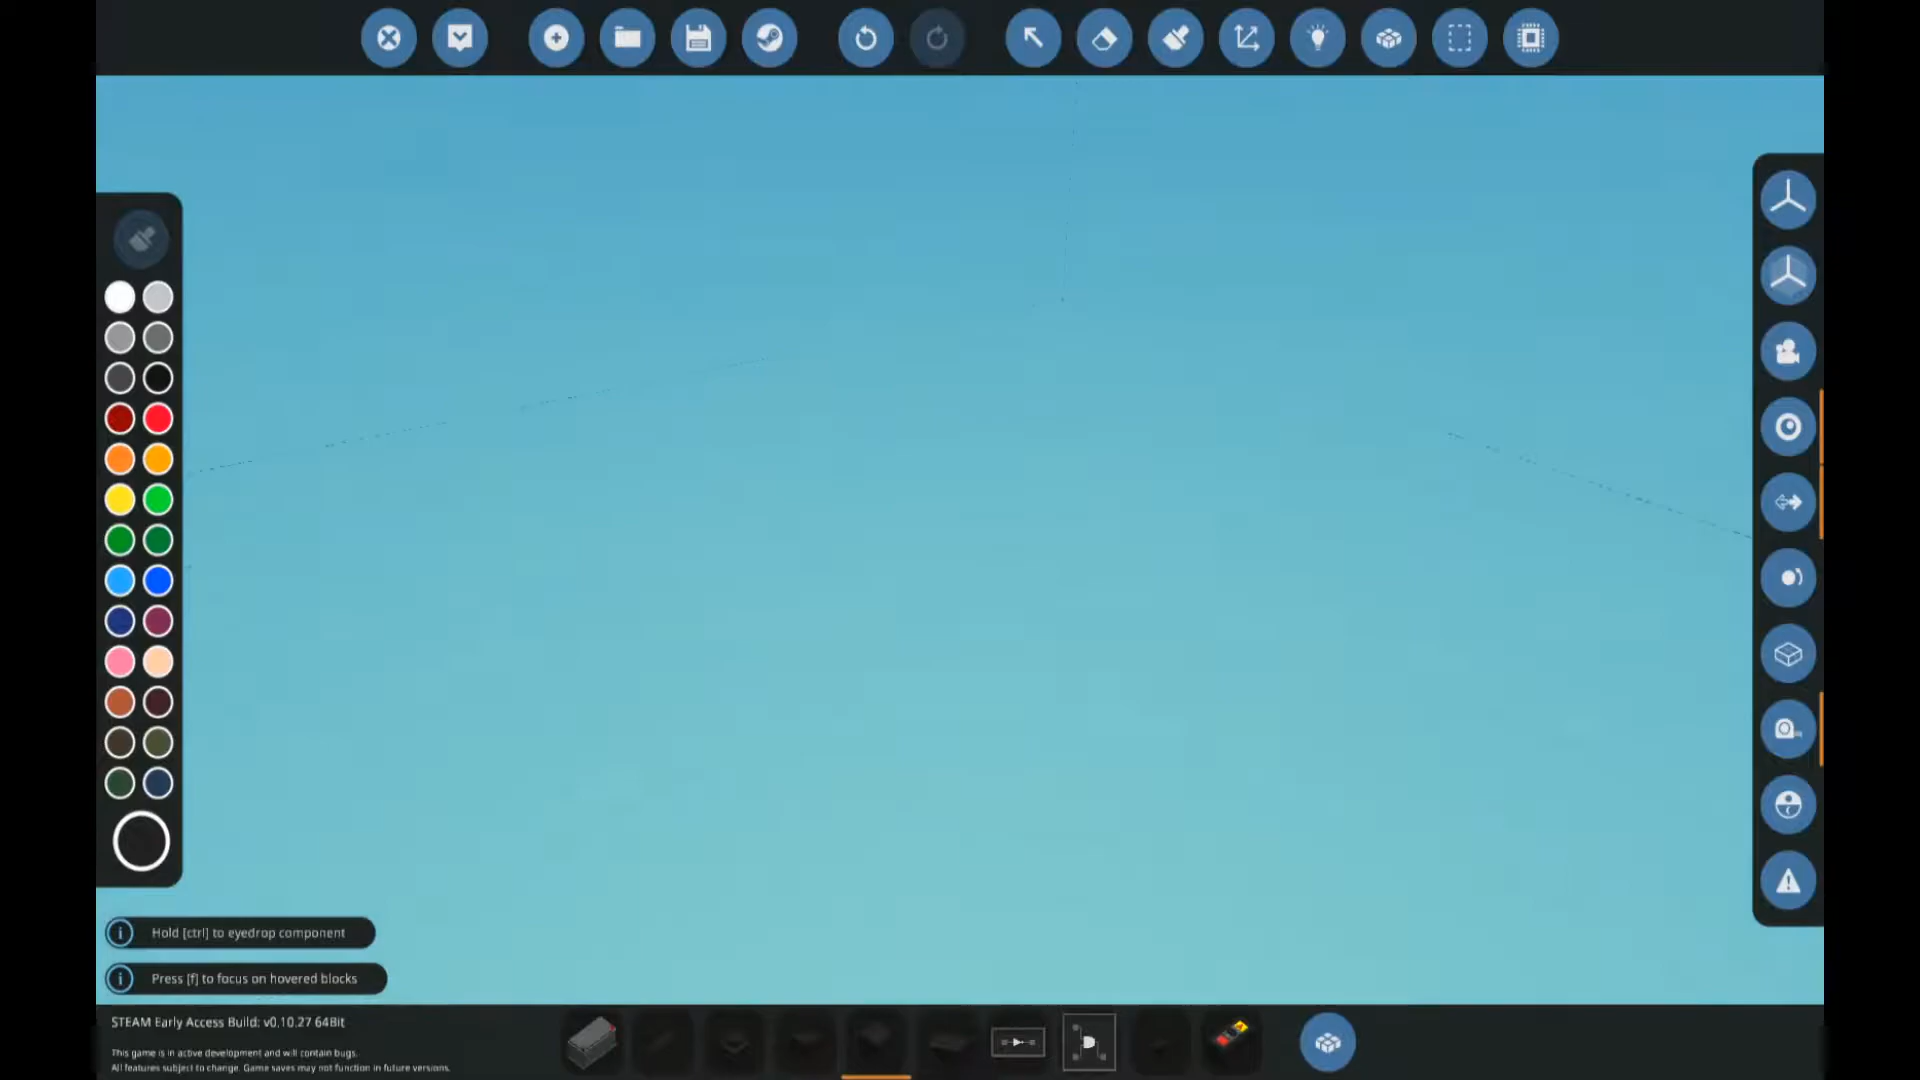 Hold [ctrl] to eyedrop component
Press [f] to focus on hovered blocks
STEAM Early Access Build: v0.10.27 64Bit
This game is in active development and will contain bugs.
All features subject to change. Game saves may not function in future versions.